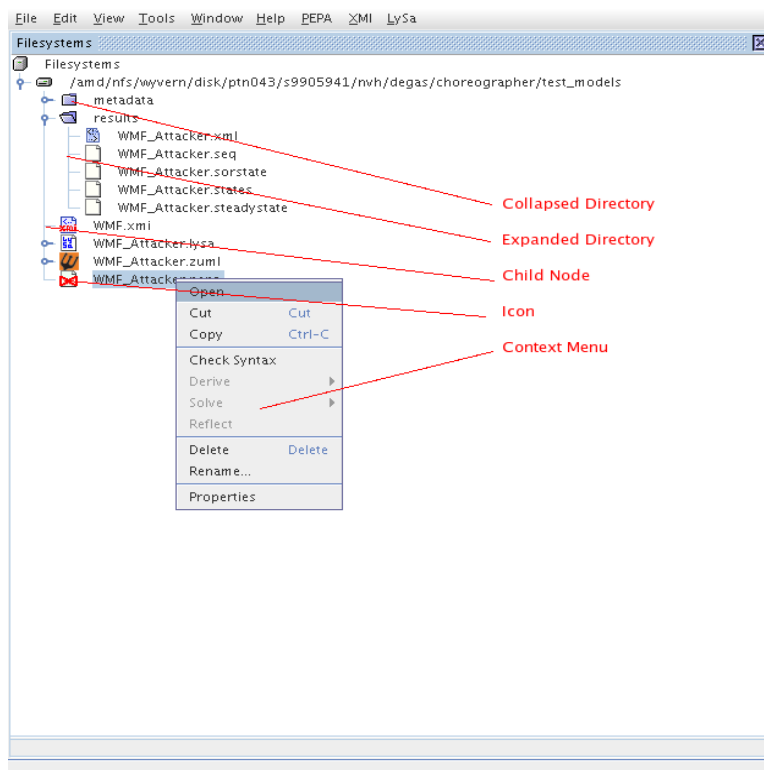 File Edit View Tools Window Help PEPA XMI LySa
Filesystems
Filesystems
/amd/nfs/wyvern/disk/ptn043/s9905941/nvh/degas/choreographer/test_models
metadata
results
WMF_Attacker.xml
WMF_Attacker.seq
WMF_Attacker.sorstate
WMF_Attacker.states
WMF_Attacker.steadystate
Collapsed Directory
WMF.xmi
Expanded Directory
WMF_Attacker.lysa
WMF_Attacker.zuml
Child Node
WMF_Attacker.pepa
Open
Cut Cut
Icon
Copy Ctrl-C
Context Menu
Check Syntax
Derive
Solve
Reflect
Delete Delete
Rename...
Properties